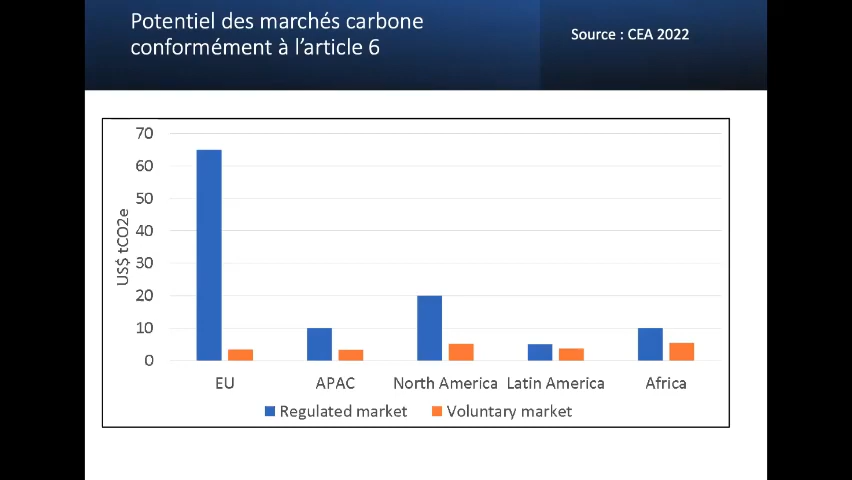 Potentiel des marchés carbone
conformément à l’article 6
Source : CEA 2022
70
60
50
40
30
20
10
0
US$ tCO2e
EU APAC North America Latin America Africa
Regulated market Voluntary market